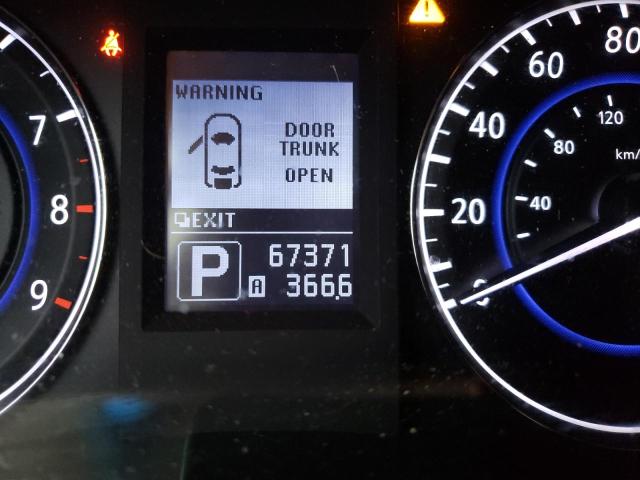 WARNING
DOOR
TRUNK
OPEN
EXIT
P
67371
A 366.6
7
8
9
80
60
40
20
0
120
80
40
km/